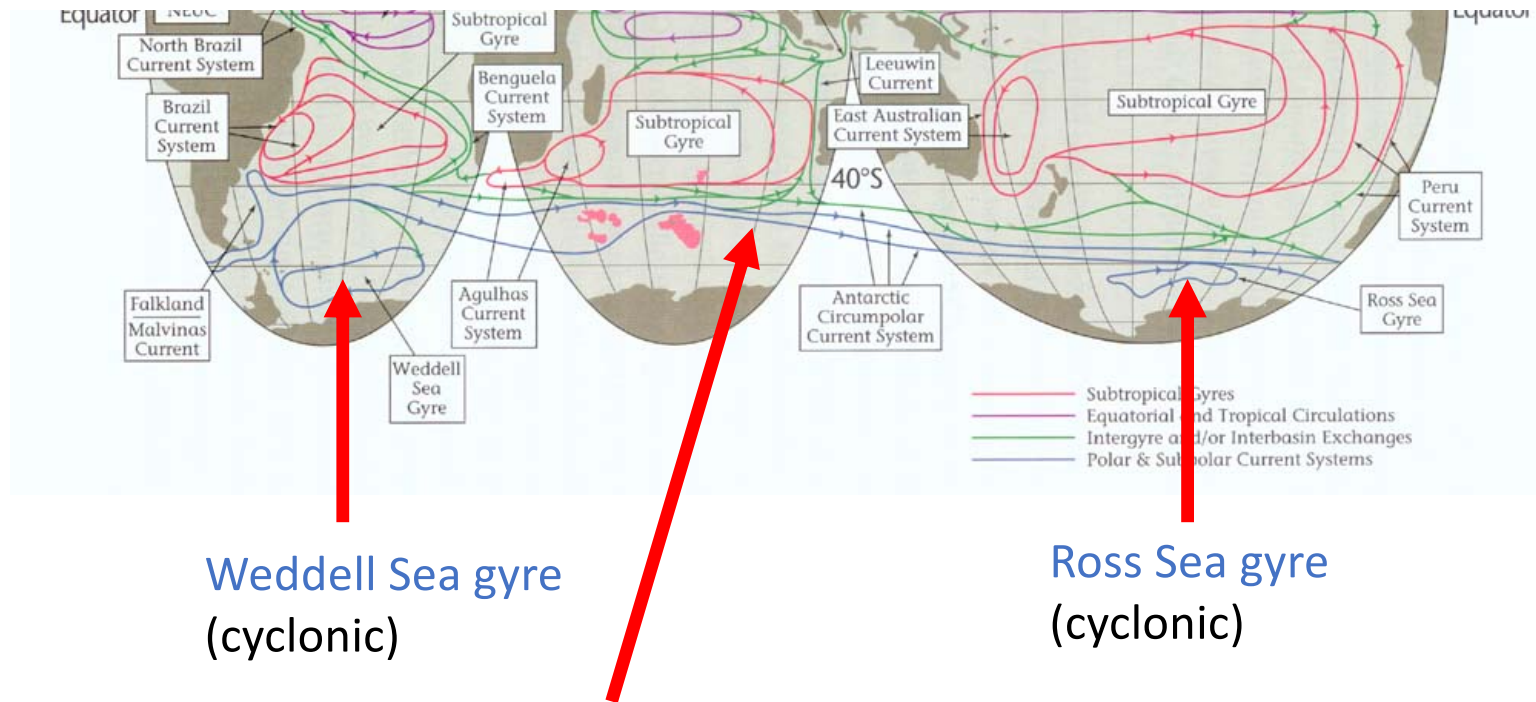 Equator
NEUC
Subtropical
Gyre
Equator
North Brazil
Current System
Brazil
Current
System
Benguela
Current
System
Leeuwin
Current
Subtropical
Gyre
East Australian
Current System
Subtropical Gyre
40°S
Peru
Current
System
Falkland
Malvinas
Current
Agulhas
Current
System
Antarctic
Circumpolar
Current System
Ross Sea
Gyre
Weddell
Sea
Gyre
Subtropical Gyres
Equatorial and Tropical Circulations
Intergyre and/or Interbasin Exchanges
Polar & Subpolar Current Systems
Weddell Sea gyre
(cyclonic)
Ross Sea gyre
(cyclonic)